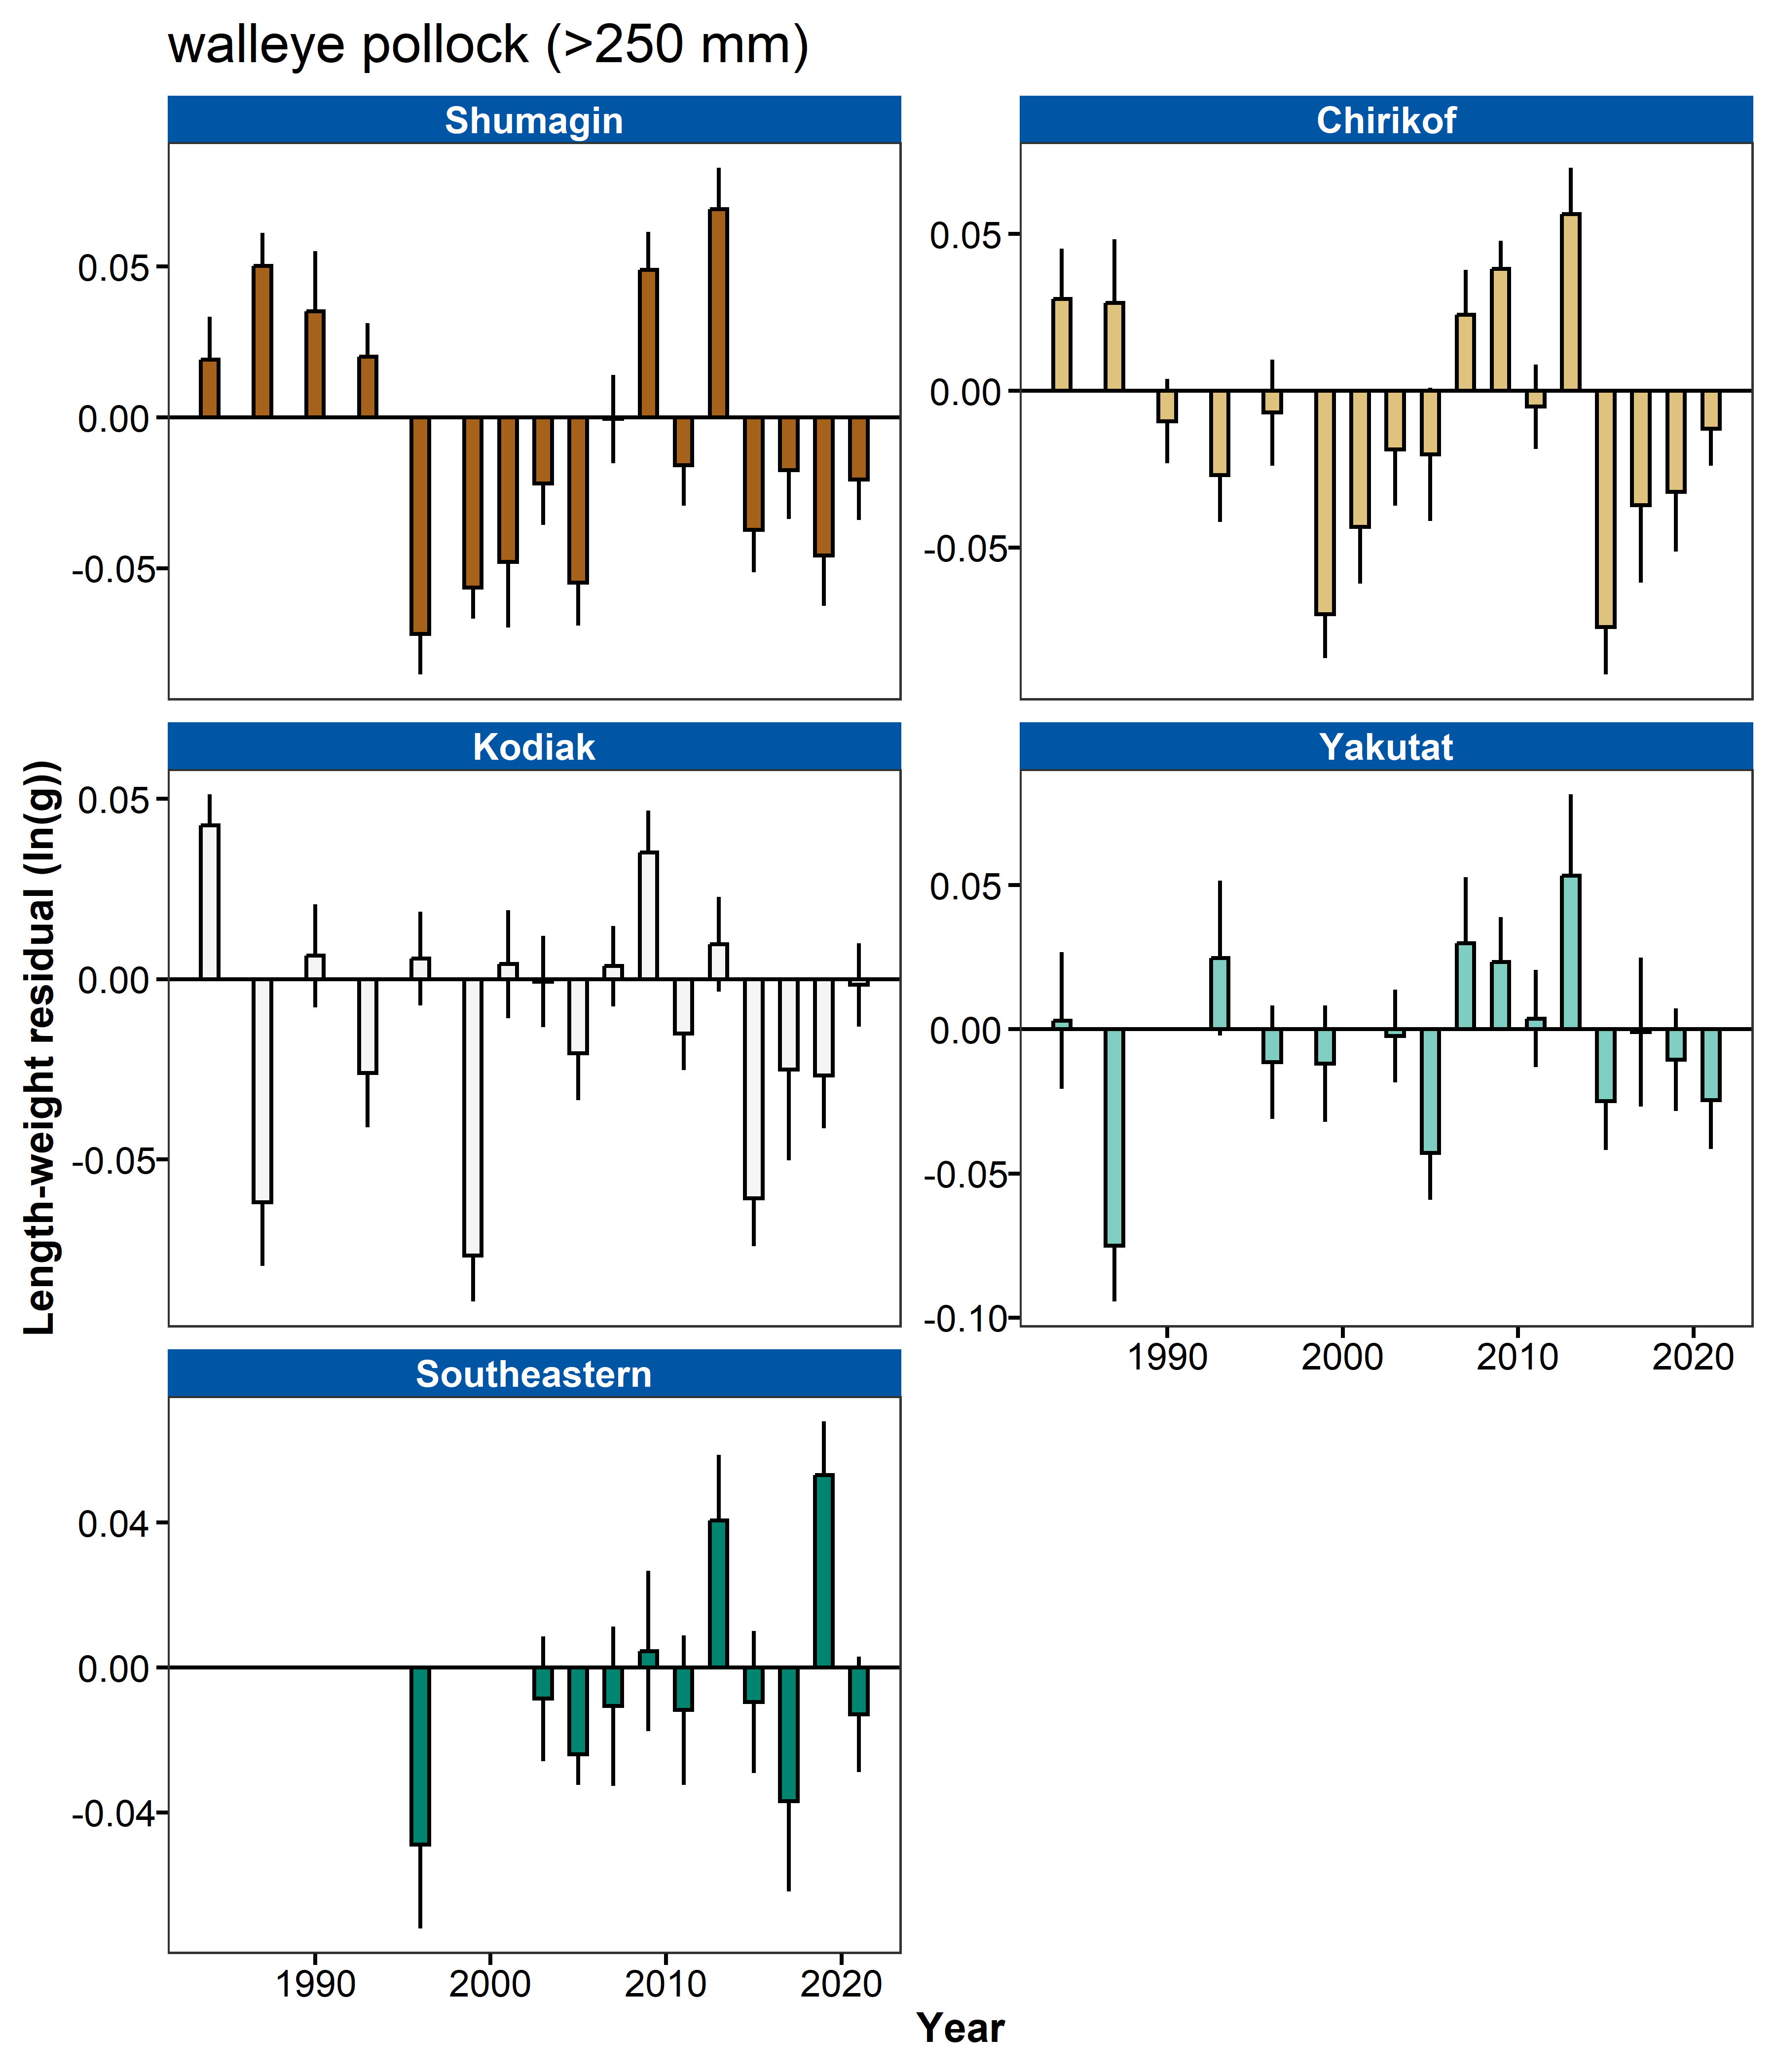 walleye pollock (>250 mm)
Shumagin
Chirikof
0.05
0.00
-0.05
0.05
0.00
-0.05
Kodiak
Yakutat
0.05
0.00
-0.05
0.05
0.00
-0.05
-0.10
1990 2000 2010 2020
Southeastern
0.04
0.00
-0.04
1990 2000 2010 2020
Length-weight residual (ln(g))
Year